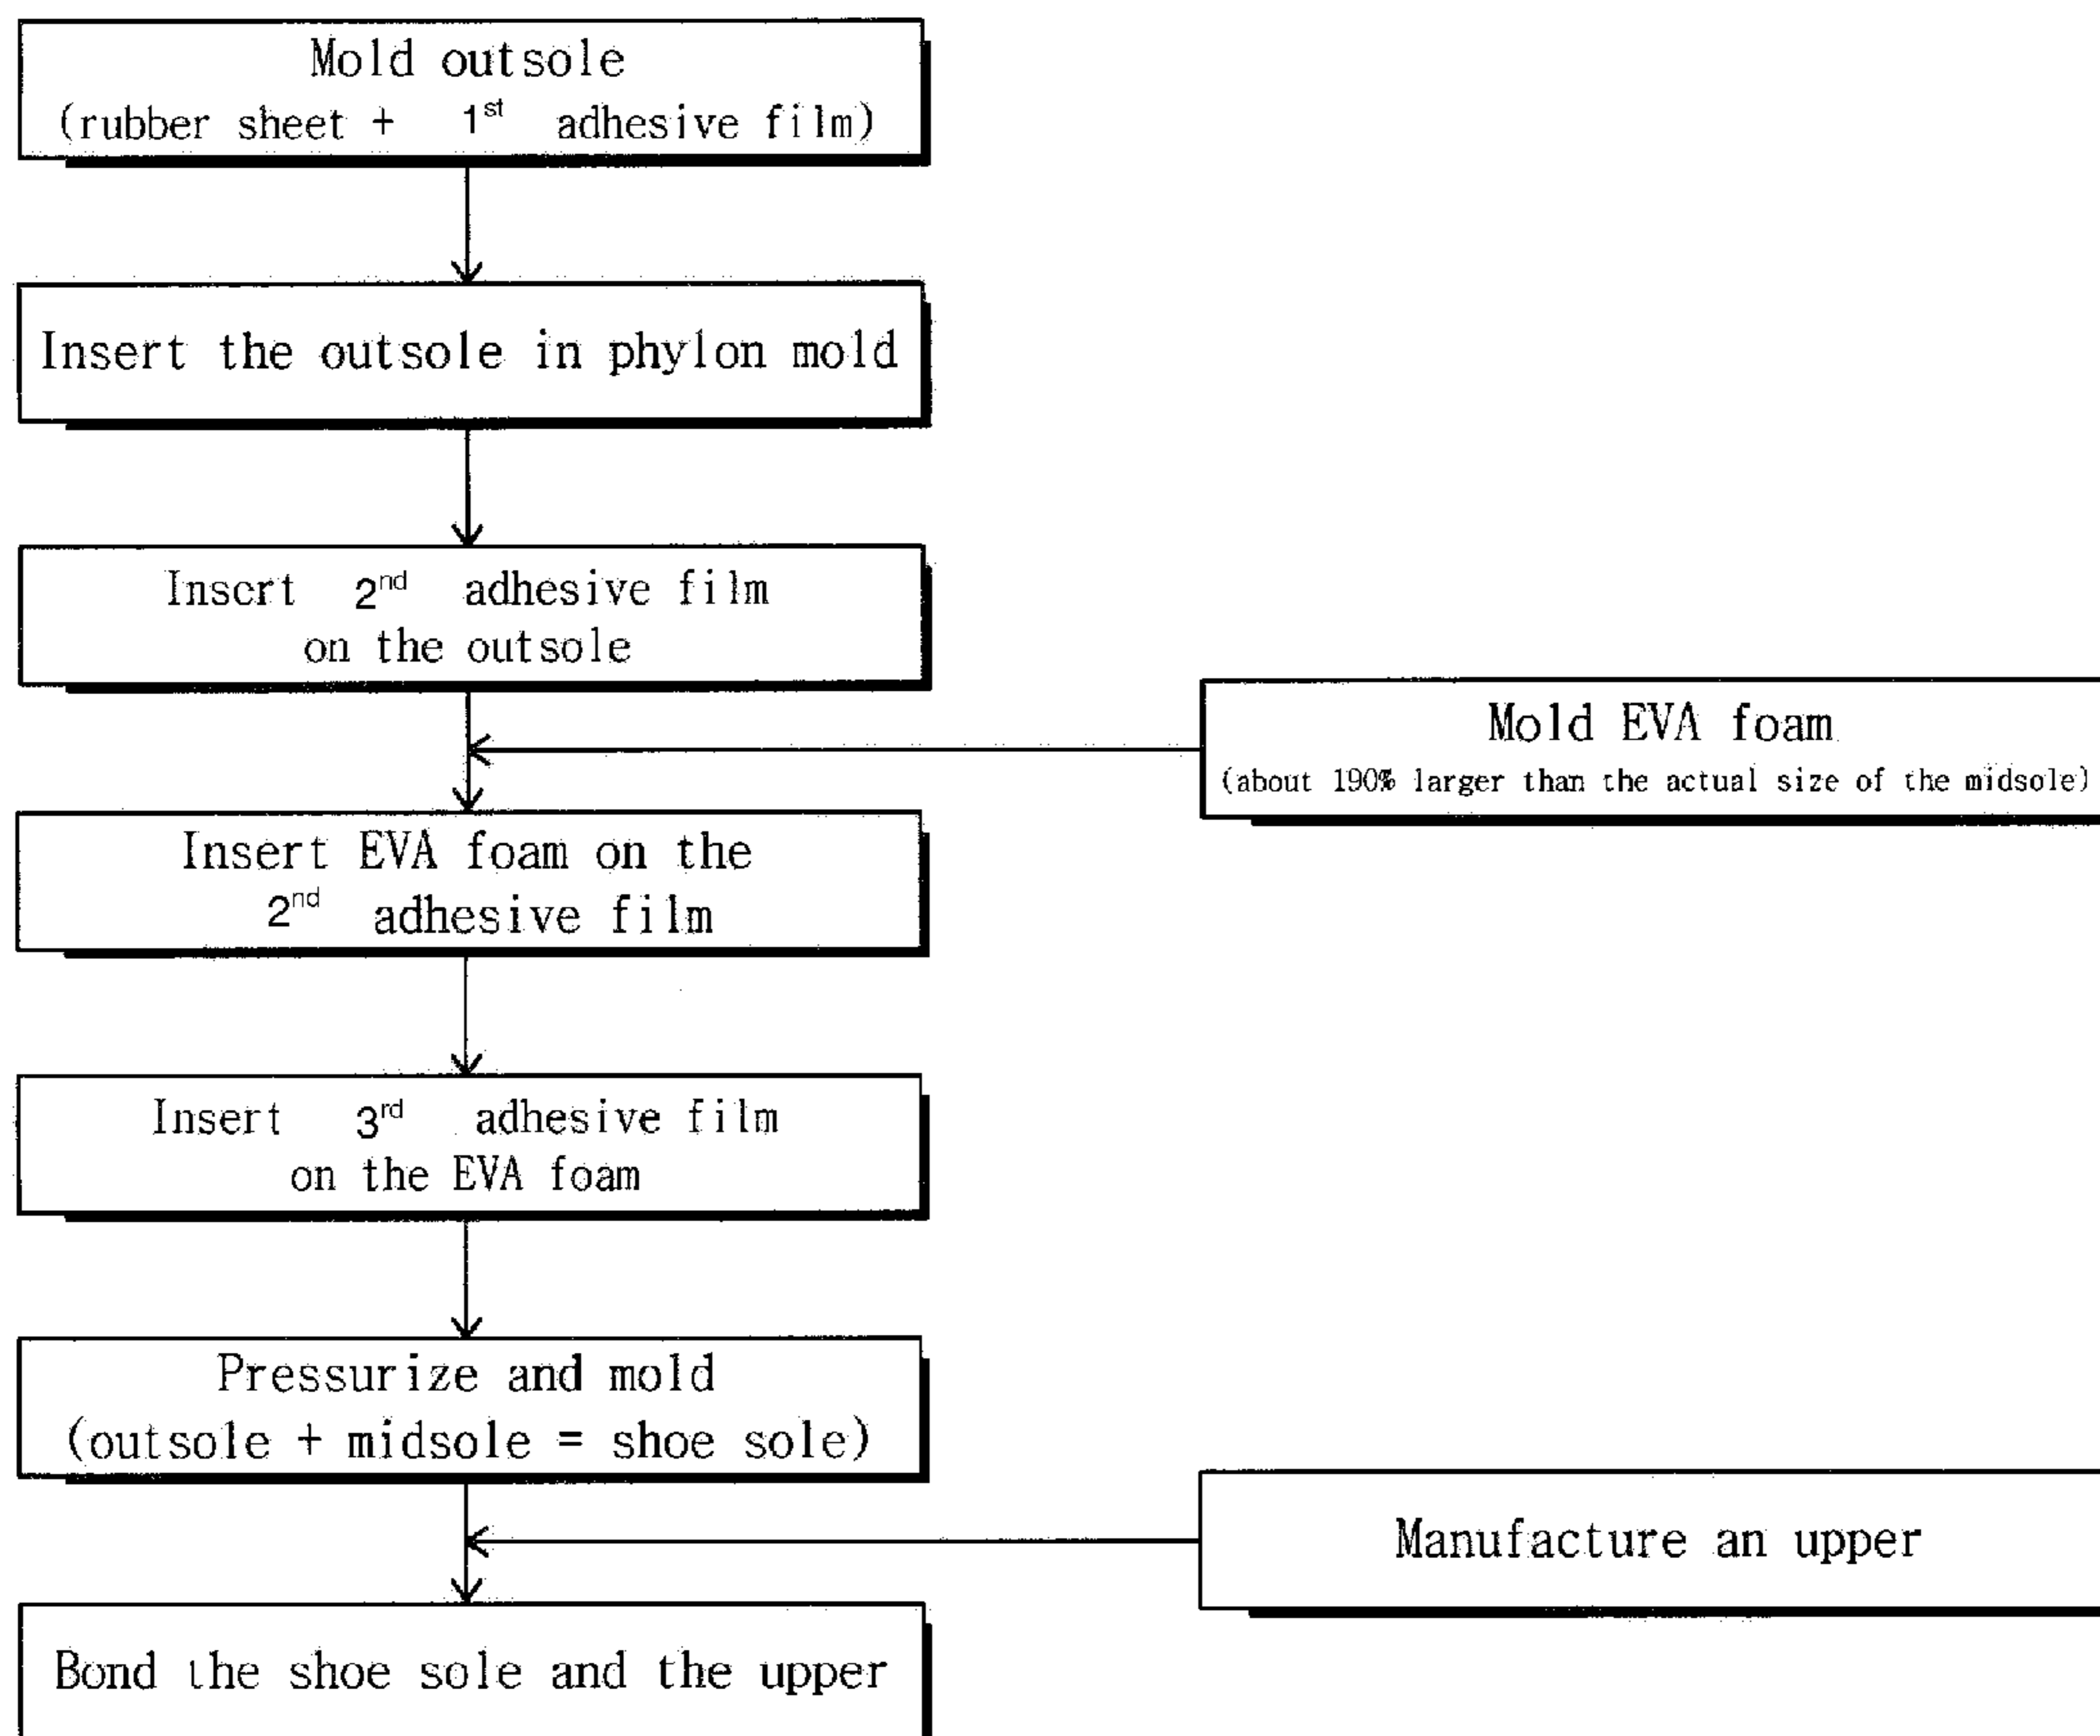 Mold outsole
(rubber sheet + 1st adhesive film)
Insert the outsole in phylon mold
Insert 2nd adhesive film
on the outsole
Mold EVA foam
(about 190% larger than the actual size of the midsole)
Insert EVA foam on the
2nd adhesive film
Insert 3rd adhesive film
on the EVA foam
Pressurize and mold
(outsole + midsole = shoe sole)
Manufacture an upper
Bond the shoe sole and the upper